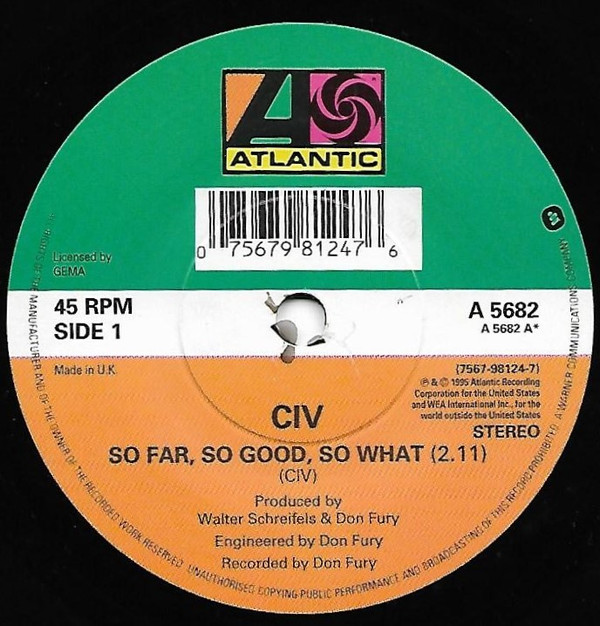 ATLANTIC
0 75679 81247 6
Licensed by
GEMA
45 RPM
SIDE 1
A 5682
A 5682 A*
Made in U.K.
(7567-98124-7)
℗ & © 1995 Atlantic Recording
Corporation for the United States
and WEA International Inc., for the
world outside the United States
STEREO
CIV
SO FAR, SO GOOD, SO WHAT (2.11)
(CIV)
Produced by
Walter Schreifels & Don Fury
Engineered by Don Fury
Recorded by Don Fury
OF THE MANUFACTURER AND OF THE OWNER OF THE RECORDED WORK RESERVED. UNAUTHORISED COPYING PUBLIC PERFORMANCE AND BROADCASTING OF THIS RECORD PROHIBITED. A WARNER COMMUNICATIONS COMPANY